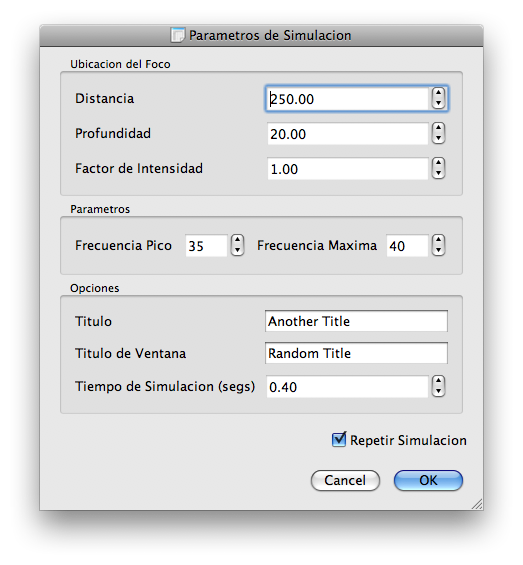 Parametros de Simulacion
Ubicacion del Foco
Distancia 250.00
Profundidad 20.00
Factor de Intensidad 1.00
Parametros
Frecuencia Pico 35 Frecuencia Maxima 40
Opciones
Titulo Another Title
Titulo de Ventana Random Title
Tiempo de Simulacion (segs) 0.40
Repetir Simulacion
Cancel OK